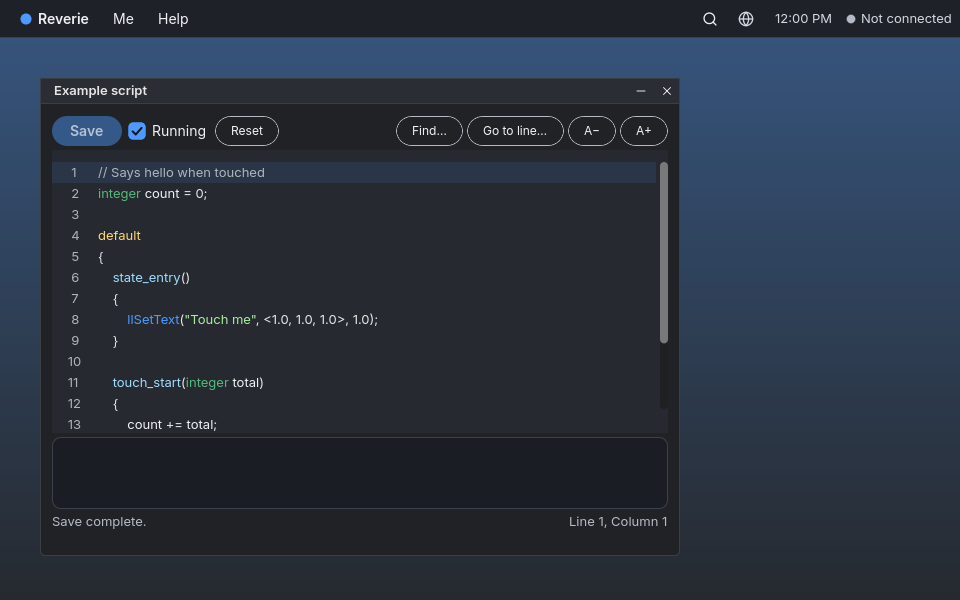 Reverie Me Help 12:00 PM Not connected
Example script
Save Running Reset Find... Go to line... A− A+
1 // Says hello when touched
2 integer count = 0;
3
4 default
5 {
6 state_entry()
7 {
8 llSetText("Touch me", <1.0, 1.0, 1.0>, 1.0);
9 }
10
11 touch_start(integer total)
12 {
13 count += total;
Save complete. Line 1, Column 1